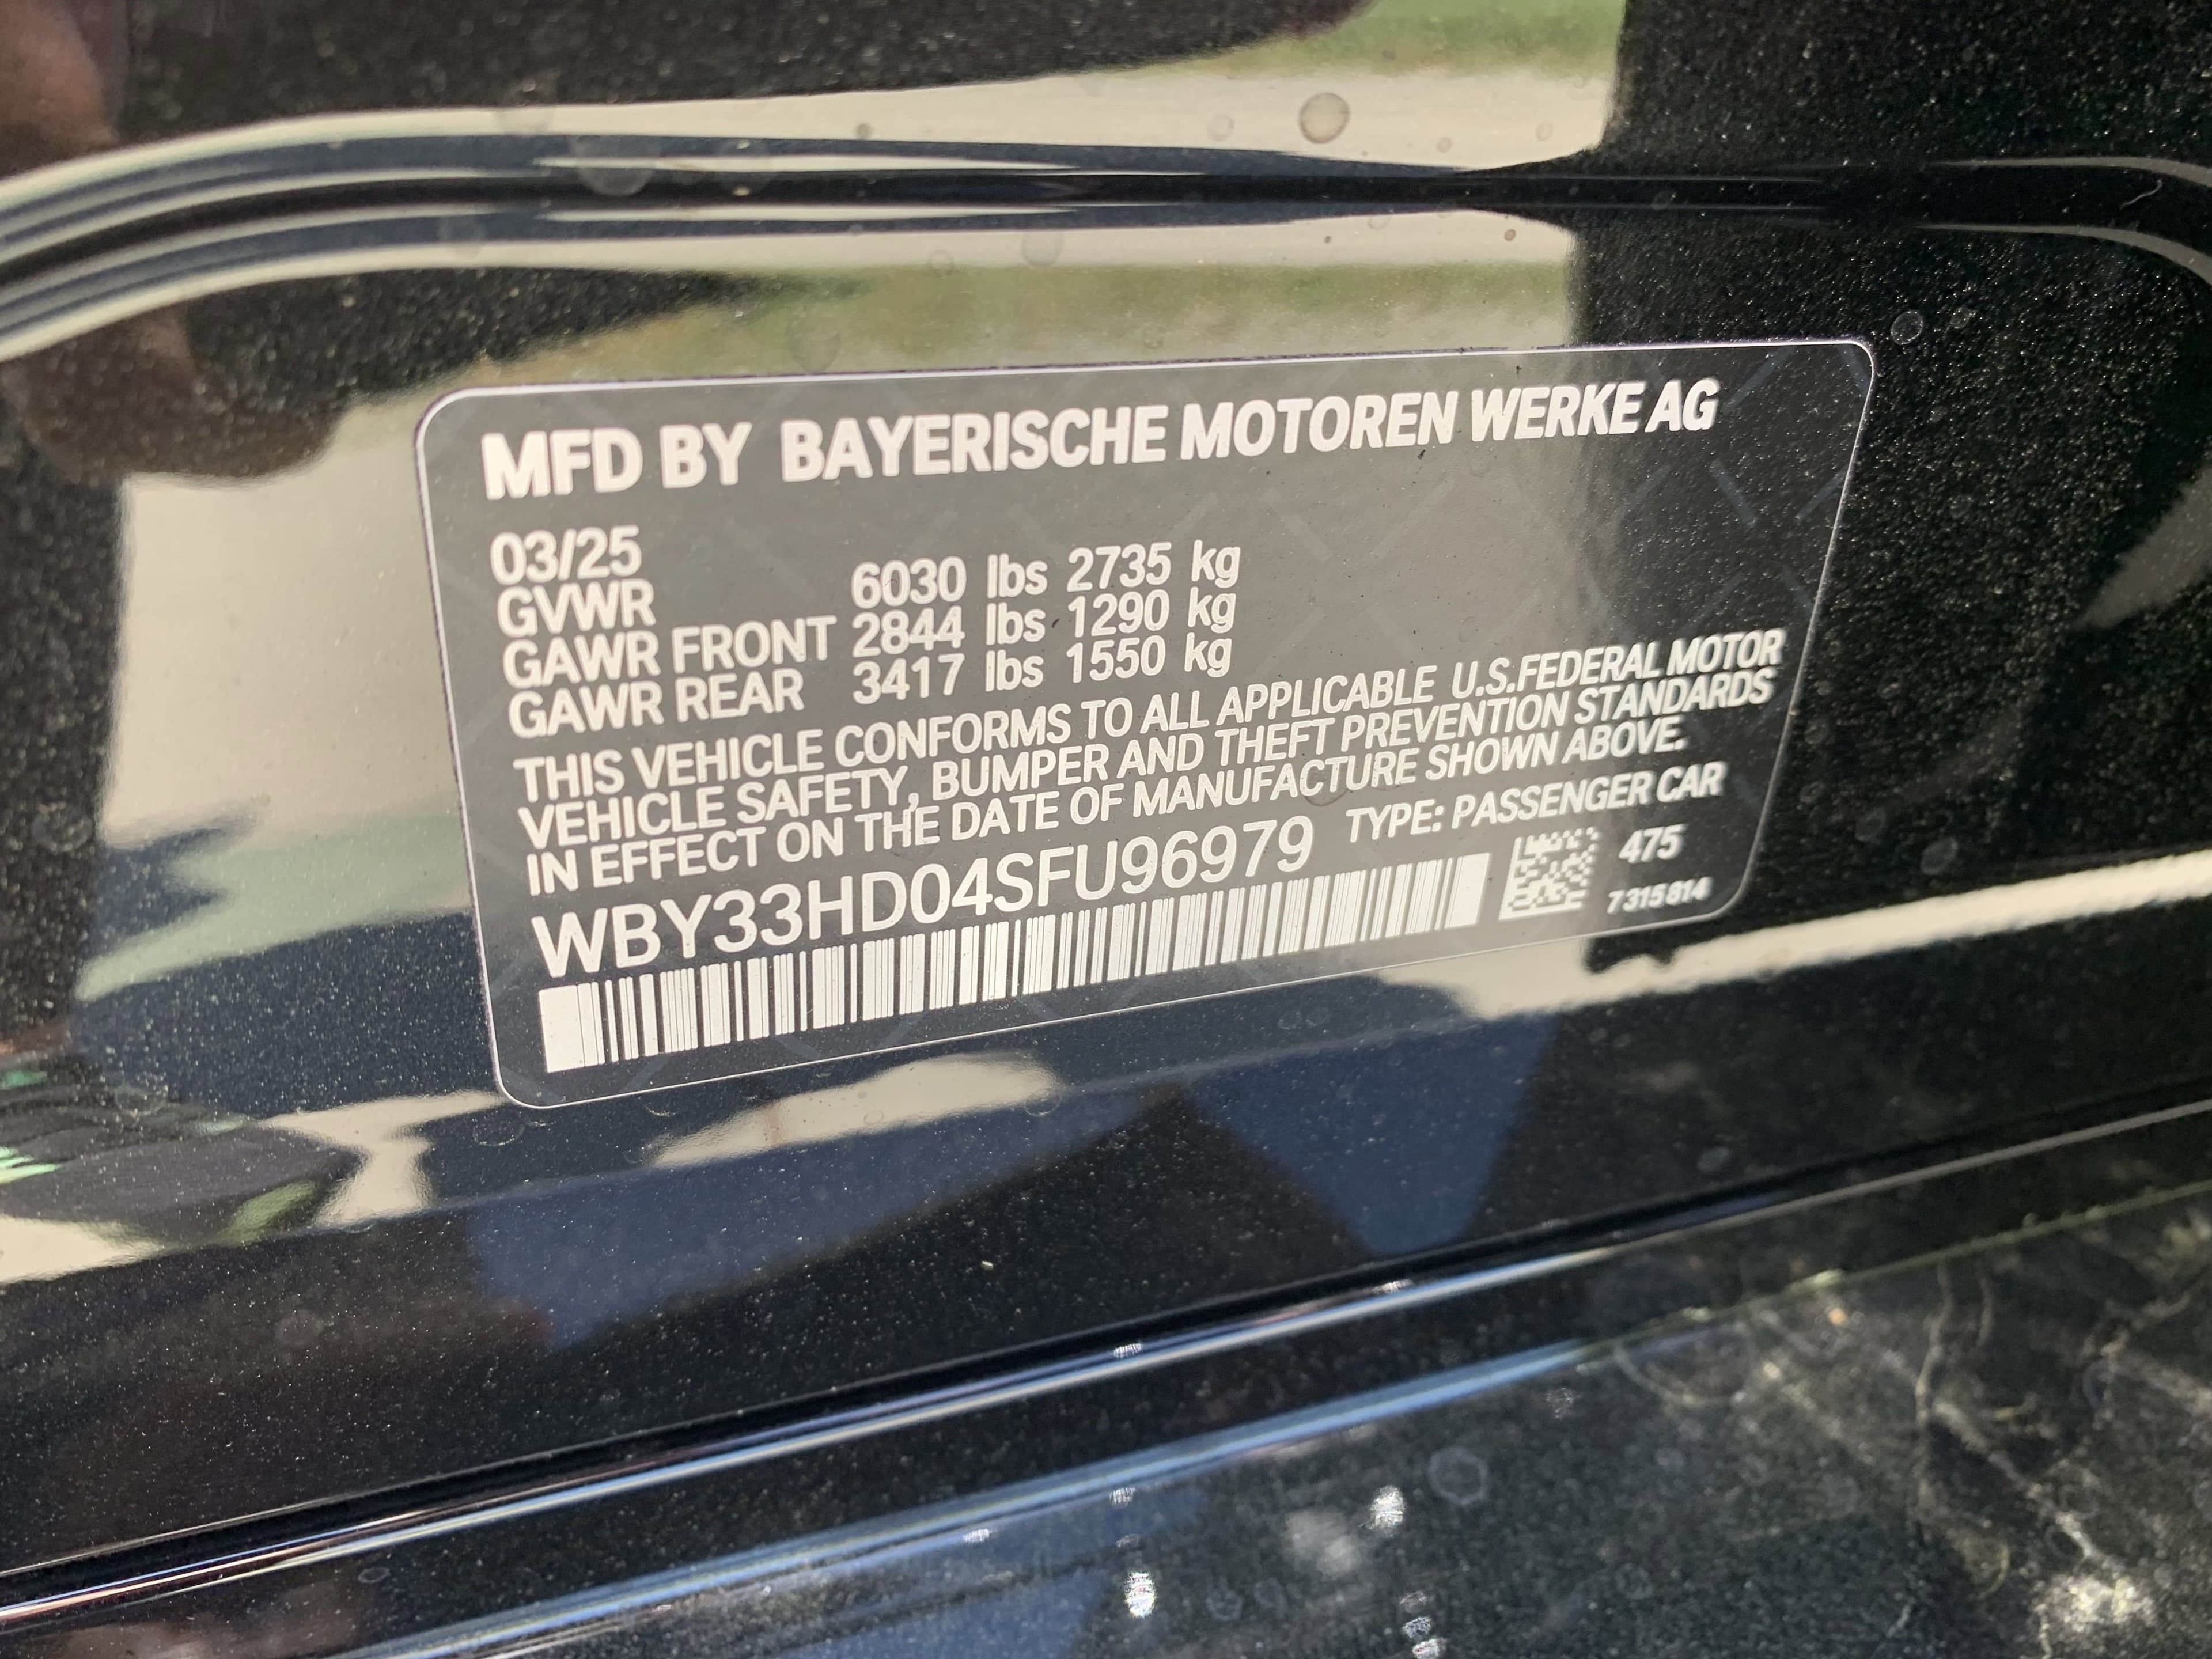 MFD BY BAYERISCHE MOTOREN WERKE AG
03/25
GVWR 6030 lbs 2735 kg
GAWR FRONT 2844 lbs 1290 kg
GAWR REAR 3417 lbs 1550 kg
THIS VEHICLE CONFORMS TO ALL APPLICABLE U.S.FEDERAL MOTOR
VEHICLE SAFETY, BUMPER AND THEFT PREVENTION STANDARDS
IN EFFECT ON THE DATE OF MANUFACTURE SHOWN ABOVE.
WBY33HD04SFU96979 TYPE: PASSENGER CAR
475
7315814